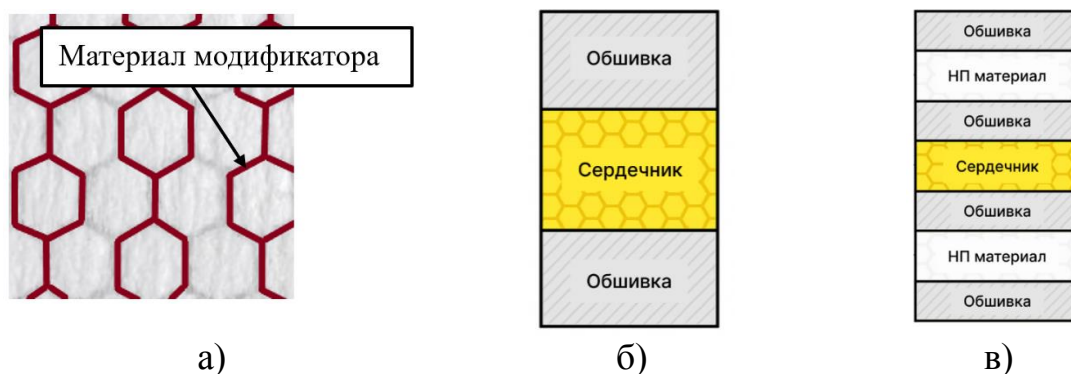 Материал модификатора
Обшивка
Сердечник
Обшивка
Обшивка
НП материал
Обшивка
Сердечник
Обшивка
НП материал
Обшивка
а)
б)
в)